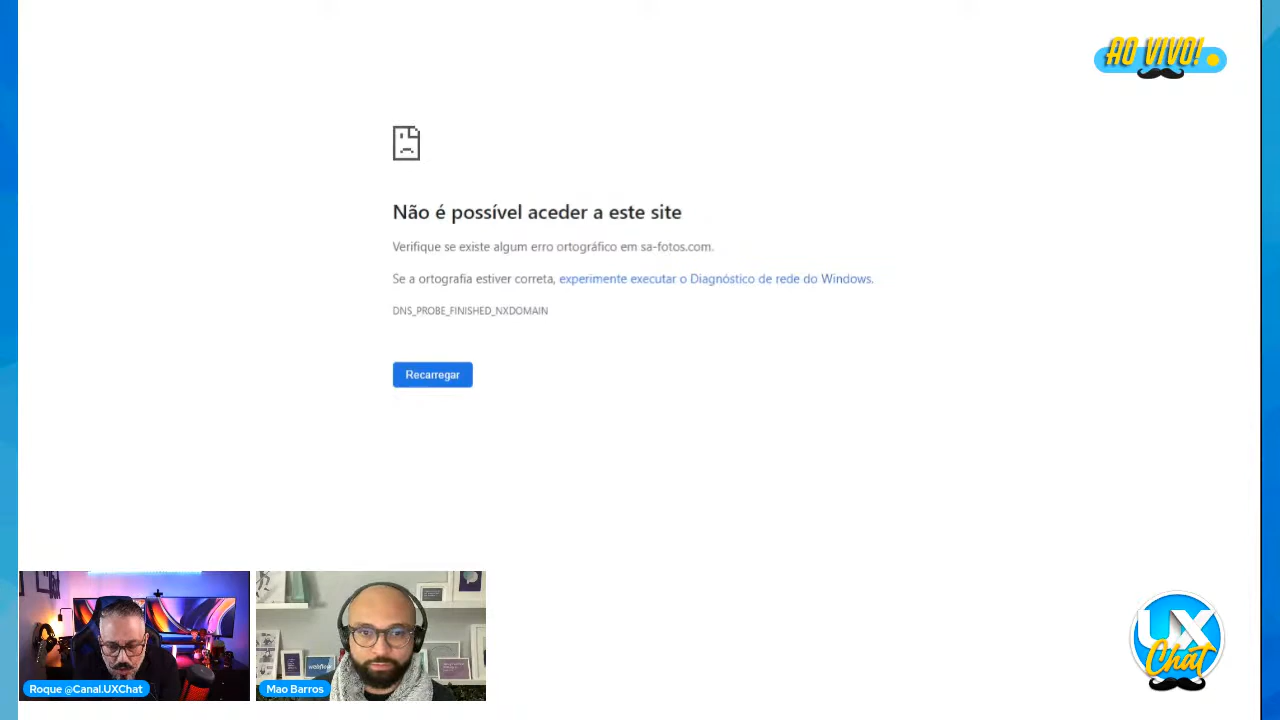 AO VIVO!
Não é possível aceder a este site
Verifique se existe algum erro ortográfico em sa-fotos.com.
Se a ortografia estiver correta, experimente executar o Diagnóstico de rede do Windows.
DNS_PROBE_FINISHED_NXDOMAIN
Recarregar
webflow
Roque @Canal.UXChat
Mao Barros
UX
Chat